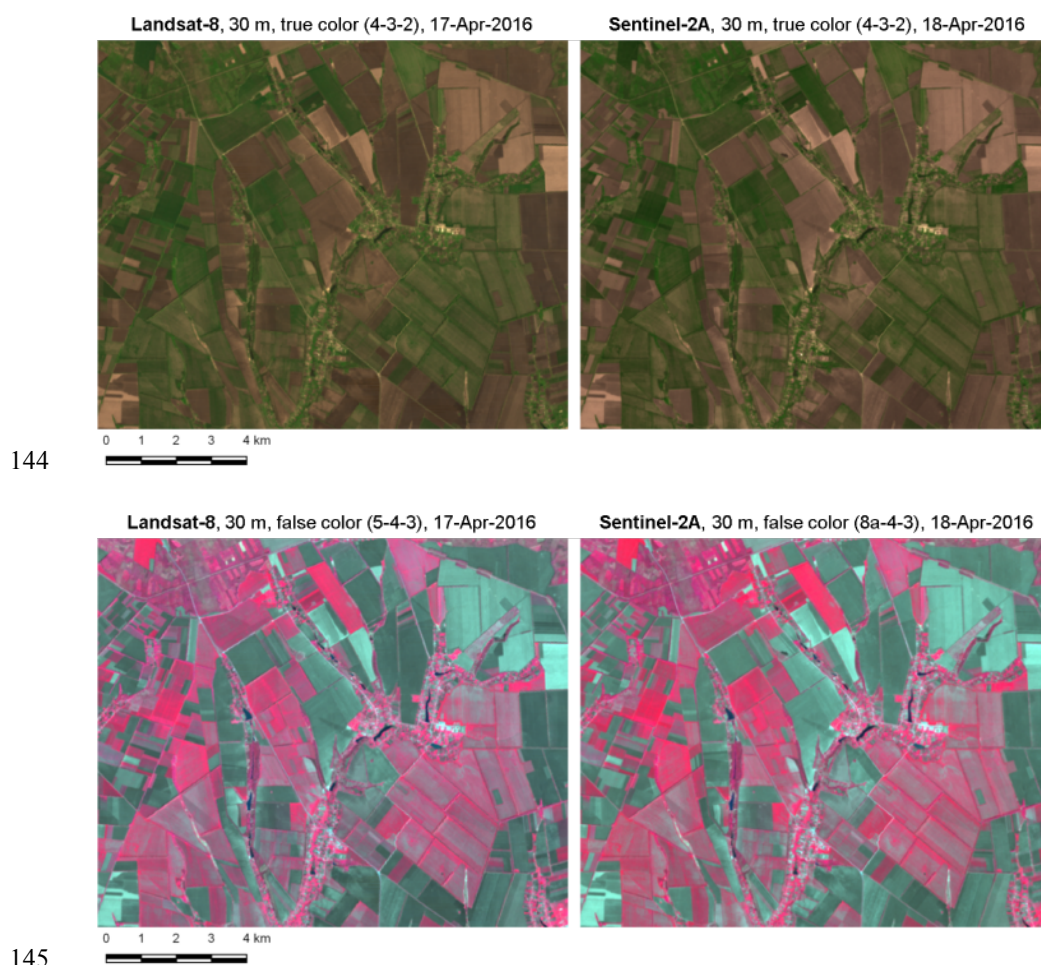 Landsat-8, 30 m, true color (4-3-2), 17-Apr-2016 Sentinel-2A, 30 m, true color (4-3-2), 18-Apr-2016
0 1 2 3 4 km
144
Landsat-8, 30 m, false color (5-4-3), 17-Apr-2016 Sentinel-2A, 30 m, false color (8a-4-3), 18-Apr-2016
0 1 2 3 4 km
145